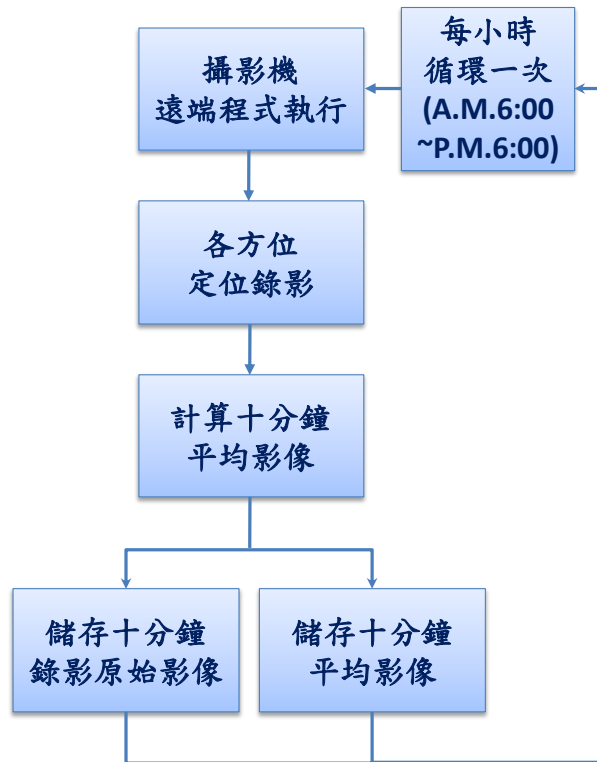 攝影機
遠端程式執行
每小時
循環一次
(A.M.6:00
~P.M.6:00)
各方位
定位錄影
計算十分鐘
平均影像
儲存十分鐘
錄影原始影像
儲存十分鐘
平均影像